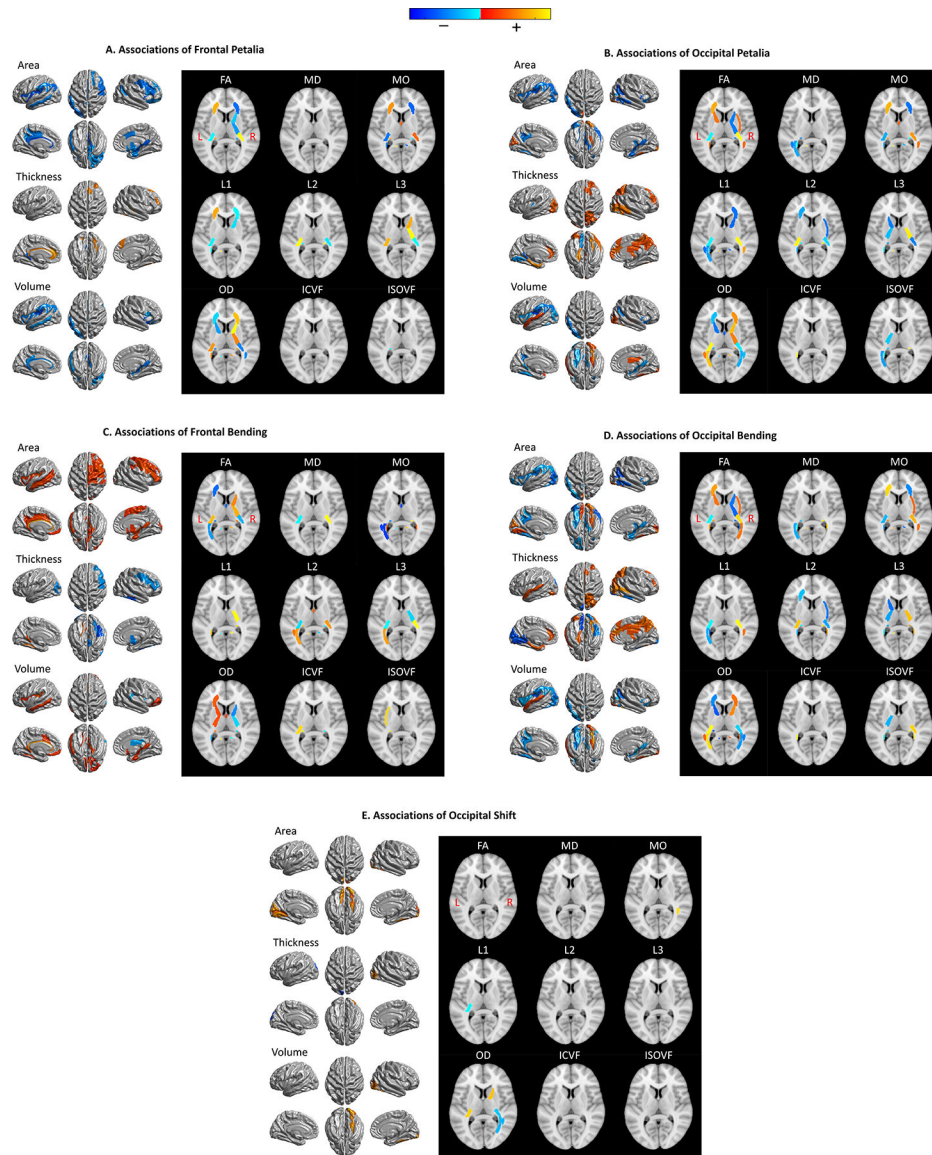 − +
A. Associations of Frontal Petalia
Area
Thickness
Volume
FA MD MO
L R
L1 L2 L3
OD ICVF ISOVF
B. Associations of Occipital Petalia
Area
Thickness
Volume
FA MD MO
L R
L1 L2 L3
OD ICVF ISOVF
C. Associations of Frontal Bending
Area
Thickness
Volume
FA MD MO
L R
L1 L2 L3
OD ICVF ISOVF
D. Associations of Occipital Bending
Area
Thickness
Volume
FA MD MO
L R
L1 L2 L3
OD ICVF ISOVF
E. Associations of Occipital Shift
Area
Thickness
Volume
FA MD MO
L R
L1 L2 L3
OD ICVF ISOVF